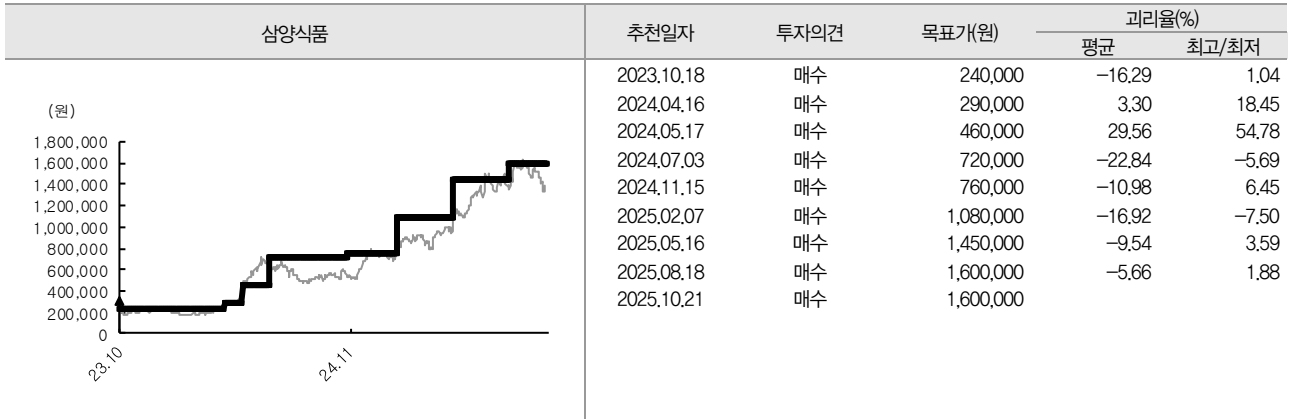 삼양식품
(원)
1,800,000
1,600,000
1,400,000
1,200,000
1,000,000
800,000
600,000
400,000
200,000
0
23.10
24.11
추천일자 투자의견 목표가(원) 괴리율(%)
평균 최고/최저
2023.10.18 매수 240,000 −16.29 1.04
2024.04.16 매수 290,000 3.30 18.45
2024.05.17 매수 460,000 29.56 54.78
2024.07.03 매수 720,000 −22.84 −5.69
2024.11.15 매수 760,000 −10.98 6.45
2025.02.07 매수 1,080,000 −16.92 −7.50
2025.05.16 매수 1,450,000 −9.54 3.59
2025.08.18 매수 1,600,000 −5.66 1.88
2025.10.21 매수 1,600,000